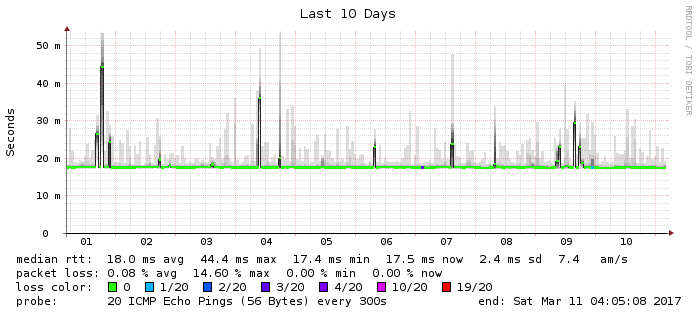 Last 10 Days
RRDTOOL / TOBI OETIKER
Seconds
50 m
40 m
30 m
20 m
10 m
0
01 02 03 04 05 06 07 08 09 10
median rtt: 18.0 ms avg 44.4 ms max 17.4 ms min 17.5 ms now 2.4 ms sd 7.4 am/s
packet loss: 0.08 % avg 14.60 % max 0.00 % min 0.00 % now
loss color: 0 1/20 2/20 3/20 4/20 10/20 19/20
probe: 20 ICMP Echo Pings (56 Bytes) every 300s end: Sat Mar 11 04:05:08 2017